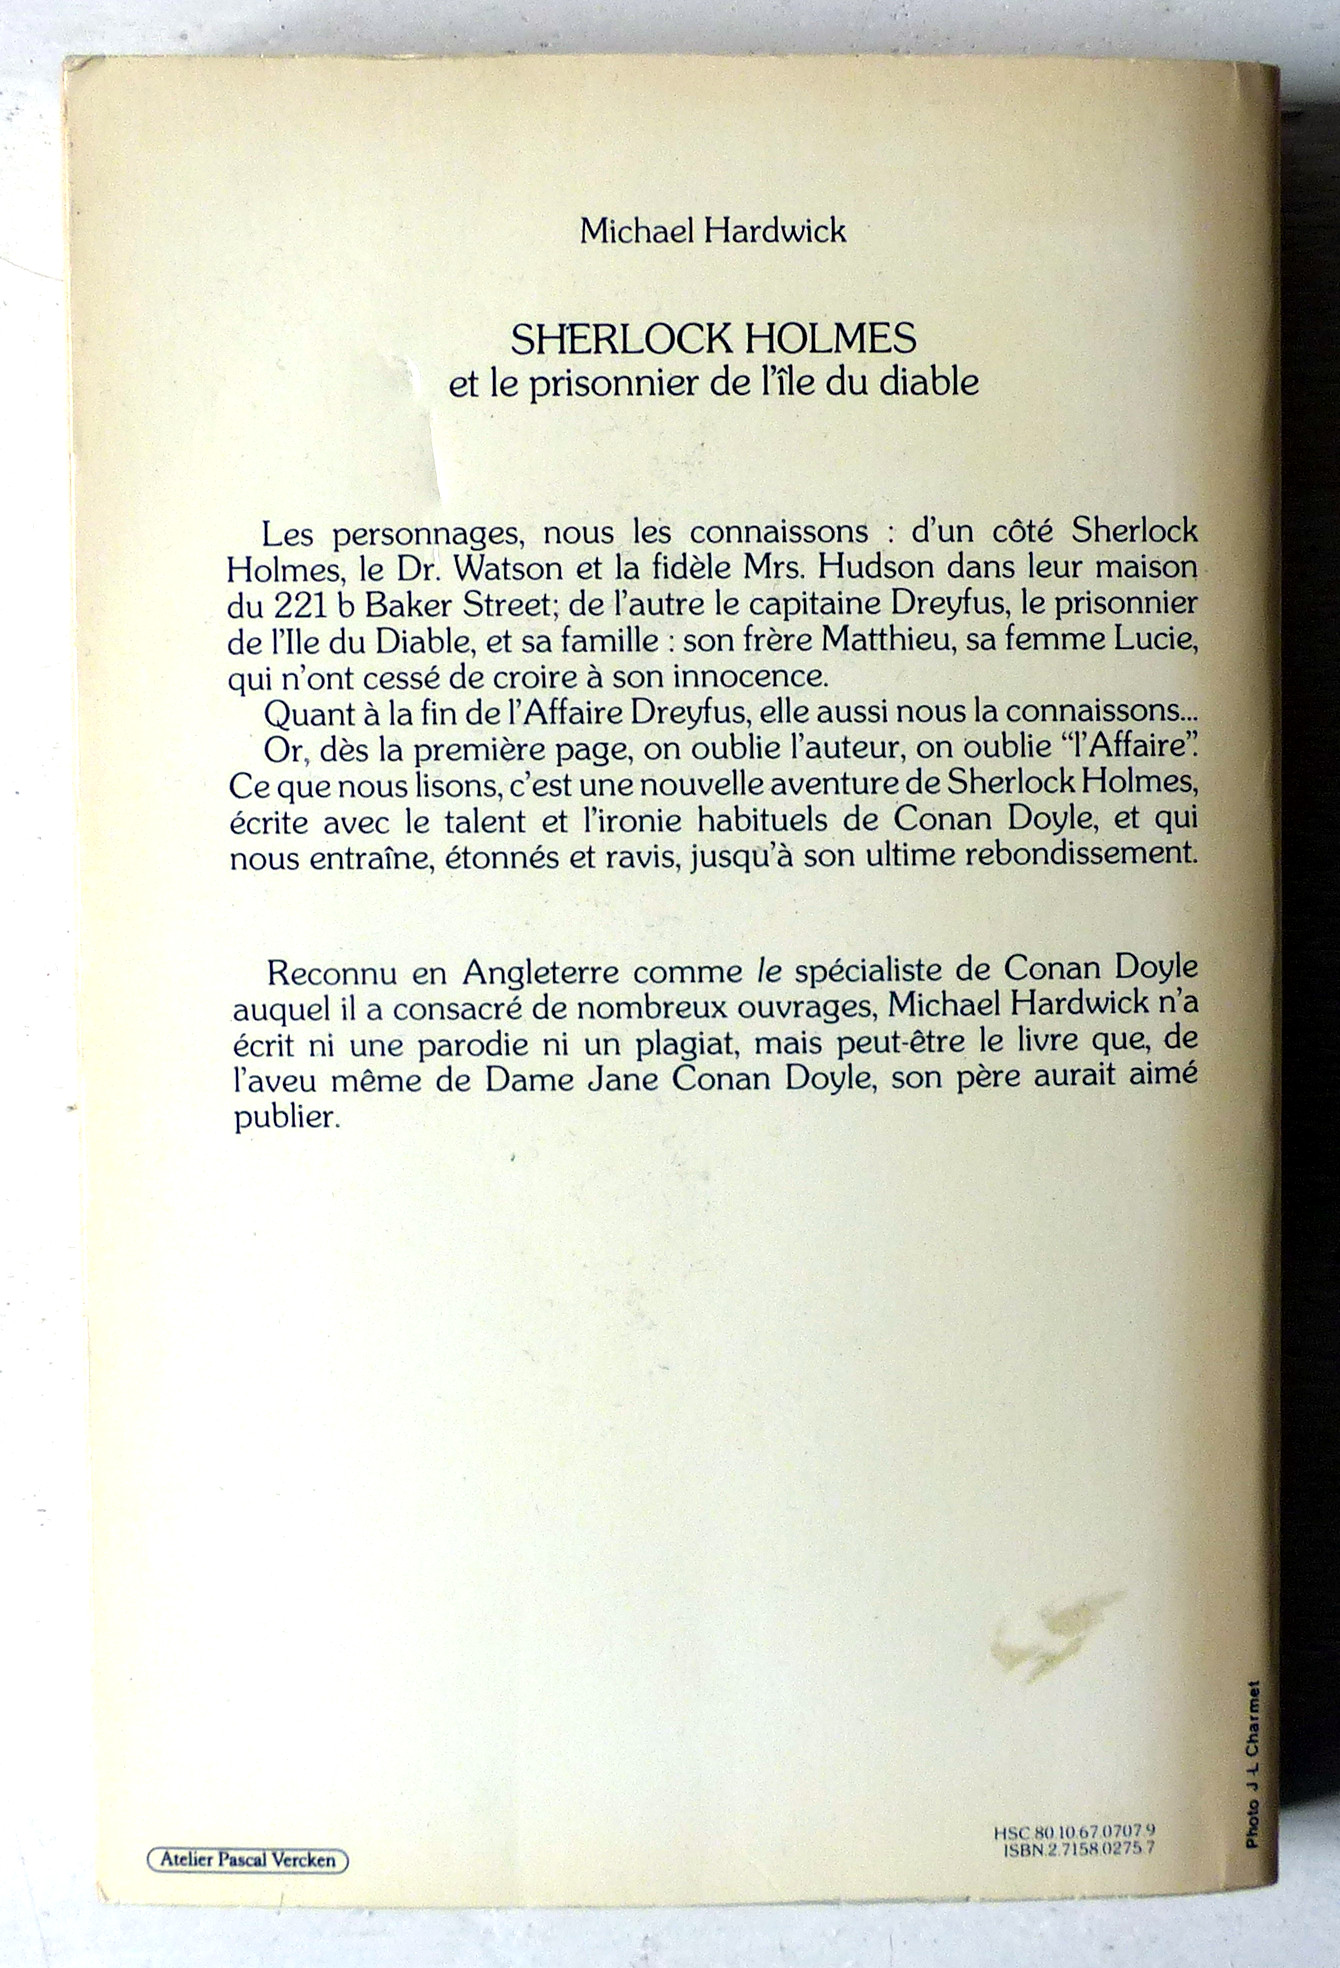 Michael Hardwick
SHERLOCK HOLMES
et le prisonnier de l'île du diable
Les personnages, nous les connaissons : d'un côté Sherlock
Holmes, le Dr. Watson et la fidèle Mrs. Hudson dans leur maison
du 221 b Baker Street; de l'autre le capitaine Dreyfus, le prisonnier
de l'Ile du Diable, et sa famille : son frère Matthieu, sa femme Lucie,
qui n'ont cessé de croire à son innocence.
Quant à la fin de l'Affaire Dreyfus, elle aussi nous la connaissons...
Or, dès la première page, on oublie l'auteur, on oublie “l'Affaire”.
Ce que nous lisons, c'est une nouvelle aventure de Sherlock Holmes,
écrite avec le talent et l'ironie habituels de Conan Doyle, et qui
nous entraîne, étonnés et ravis, jusqu'à son ultime rebondissement.
Reconnu en Angleterre comme le spécialiste de Conan Doyle
auquel il a consacré de nombreux ouvrages, Michael Hardwick n'a
écrit ni une parodie ni un plagiat, mais peut-être le livre que, de
l'aveu même de Dame Jane Conan Doyle, son père aurait aimé
publier.
Photo J-L Charmet
HSC.80.10.67.0707.9
ISBN.2.7158.0275.7
Atelier Pascal Vercken